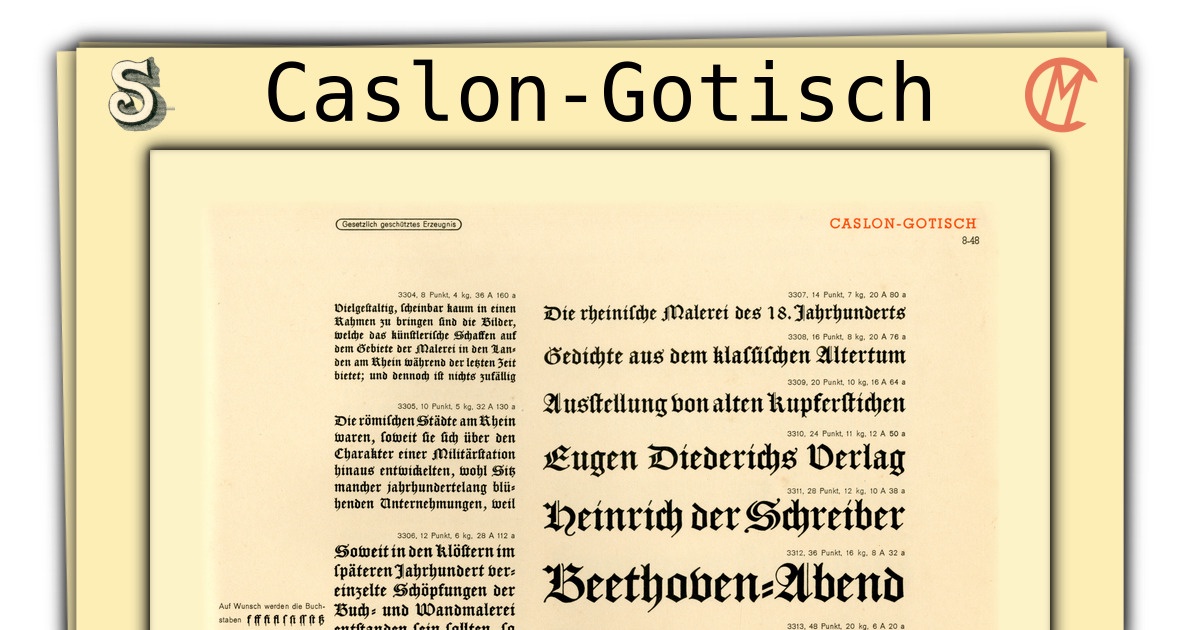 Caslon-Gotisch
Gesetzlich geschütztes Erzeugnis
CASLON-GOTISCH
8-48
3304, 8 Punkt, 4 kg, 36 A 160 a
Vielgeſtaltig, ſcheinbar kaum in einen
Rahmen zu bringen ſind die Bilder,
welche das künſtleriſche Schaffen auf
dem Gebiete der Malerei in den Lan-
den am Rhein während der letzten Zeit
bietet; und dennoch iſt nichts zufällig
3305, 10 Punkt, 5 kg, 32 A 130 a
Die römiſchen Städte am Rhein
waren, ſoweit ſie ſich über den
Charakter einer Militärſtation
hinaus entwickelten, wohl Sitz
mancher jahrhundertelang blü-
henden Unternehmungen, weil
3306, 12 Punkt, 6 kg, 28 A 112 a
Soweit in den Klöſtern im
ſpäteren Jahrhundert ver-
einzelte Schöpfungen der
Buch- und Wandmalerei
entſtanden ſein ſollten, ſo
Auf Wunsch werden die Buch-
staben
3307, 14 Punkt, 7 kg, 20 A 80 a
Die rheiniſche Malerei des 18. Jahrhunderts
3308, 16 Punkt, 8 kg, 20 A 76 a
Gedichte aus dem klaſſiſchen Altertum
3309, 20 Punkt, 10 kg, 16 A 64 a
Ausſtellung von alten Kupferſtichen
3310, 24 Punkt, 11 kg, 12 A 50 a
Eugen Diederichs Verlag
3311, 28 Punkt, 12 kg, 10 A 38 a
Heinrich der Schreiber
3312, 36 Punkt, 16 kg, 8 A 32 a
Beethoven-Abend
3313, 48 Punkt, 20 kg, 6 A 20 a